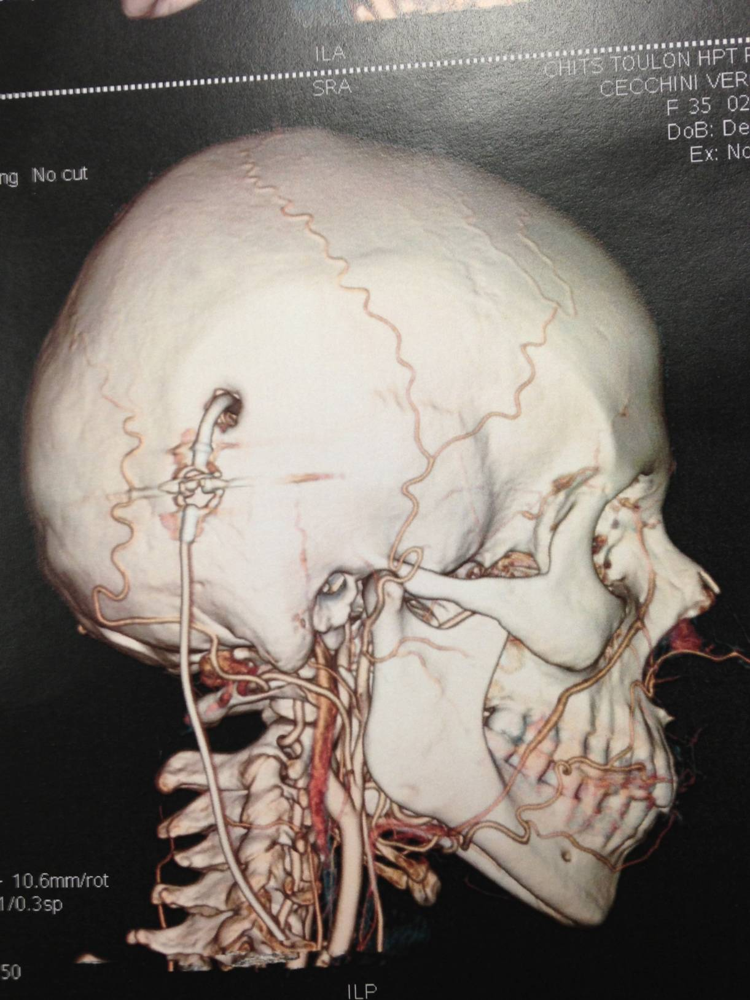 ILA
SRA
CHITS TOULON HPT
CECCHINI VER
F 35 02
DoB: De
Ex: No
ng No cut
10.6mm/rot
1/0.3sp
50
ILP